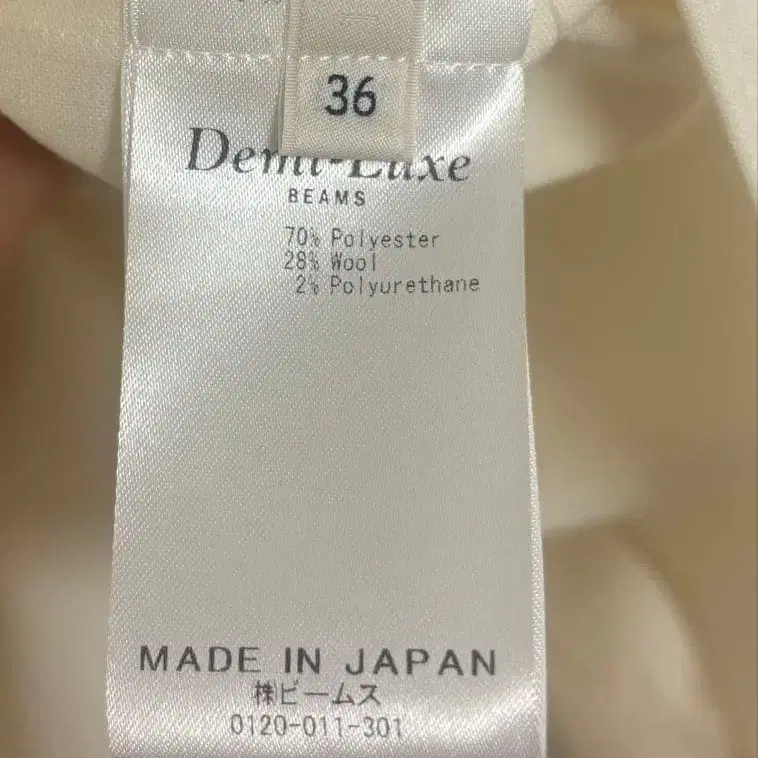 36
Demi-Luxe
BEAMS
70% Polyester
28% Wool
2% Polyurethane
MADE IN JAPAN
㈱ビームス
0120-011-301